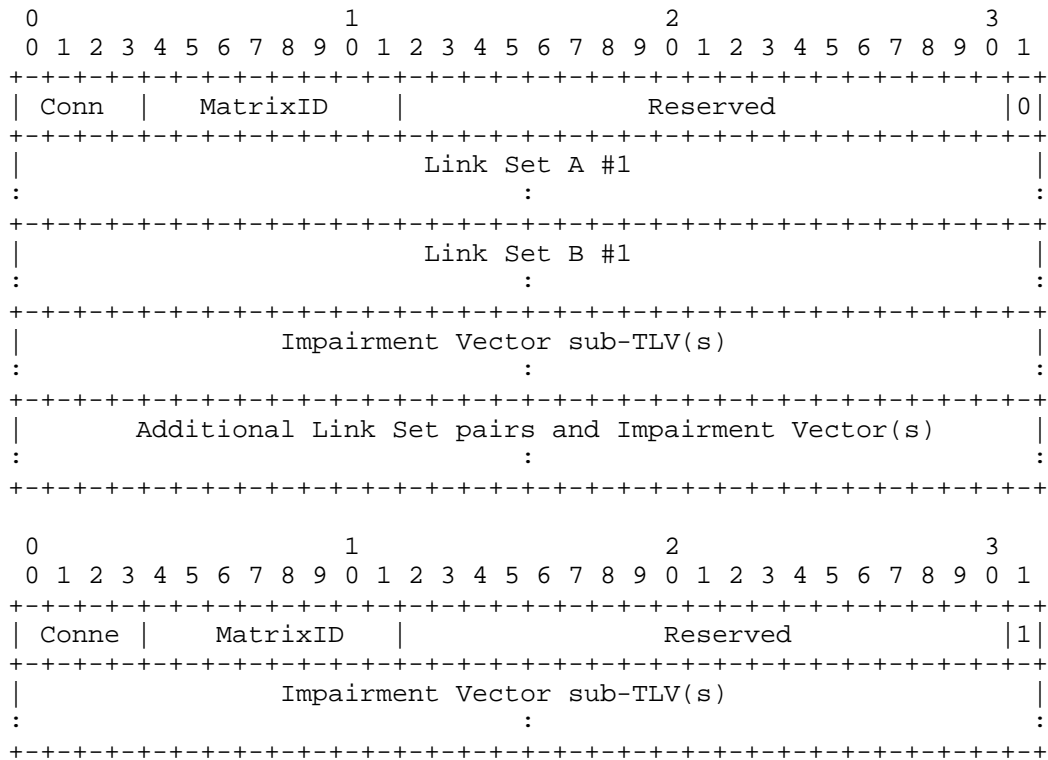 0                   1                   2                   3
 0 1 2 3 4 5 6 7 8 9 0 1 2 3 4 5 6 7 8 9 0 1 2 3 4 5 6 7 8 9 0 1
+-+-+-+-+-+-+-+-+-+-+-+-+-+-+-+-+-+-+-+-+-+-+-+-+-+-+-+-+-+-+-+-+
| Conn  |   MatrixID    |               Reserved              |0|
+-+-+-+-+-+-+-+-+-+-+-+-+-+-+-+-+-+-+-+-+-+-+-+-+-+-+-+-+-+-+-+-+
|                         Link Set A #1                         |
:                               :                               :
+-+-+-+-+-+-+-+-+-+-+-+-+-+-+-+-+-+-+-+-+-+-+-+-+-+-+-+-+-+-+-+-+
|                         Link Set B #1                         |
:                               :                               :
+-+-+-+-+-+-+-+-+-+-+-+-+-+-+-+-+-+-+-+-+-+-+-+-+-+-+-+-+-+-+-+-+
|                Impairment Vector sub-TLV(s)                   |
:                               :                               :
+-+-+-+-+-+-+-+-+-+-+-+-+-+-+-+-+-+-+-+-+-+-+-+-+-+-+-+-+-+-+-+-+
|       Additional Link Set pairs and Impairment Vector(s)      |
:                               :                               :
+-+-+-+-+-+-+-+-+-+-+-+-+-+-+-+-+-+-+-+-+-+-+-+-+-+-+-+-+-+-+-+-+
 0                   1                   2                   3
 0 1 2 3 4 5 6 7 8 9 0 1 2 3 4 5 6 7 8 9 0 1 2 3 4 5 6 7 8 9 0 1
+-+-+-+-+-+-+-+-+-+-+-+-+-+-+-+-+-+-+-+-+-+-+-+-+-+-+-+-+-+-+-+-+
| Conne |    MatrixID   |                Reserved             |1|
+-+-+-+-+-+-+-+-+-+-+-+-+-+-+-+-+-+-+-+-+-+-+-+-+-+-+-+-+-+-+-+-+
|                Impairment Vector sub-TLV(s)                   |
:                               :                               :
+-+-+-+-+-+-+-+-+-+-+-+-+-+-+-+-+-+-+-+-+-+-+-+-+-+-+-+-+-+-+-+-+